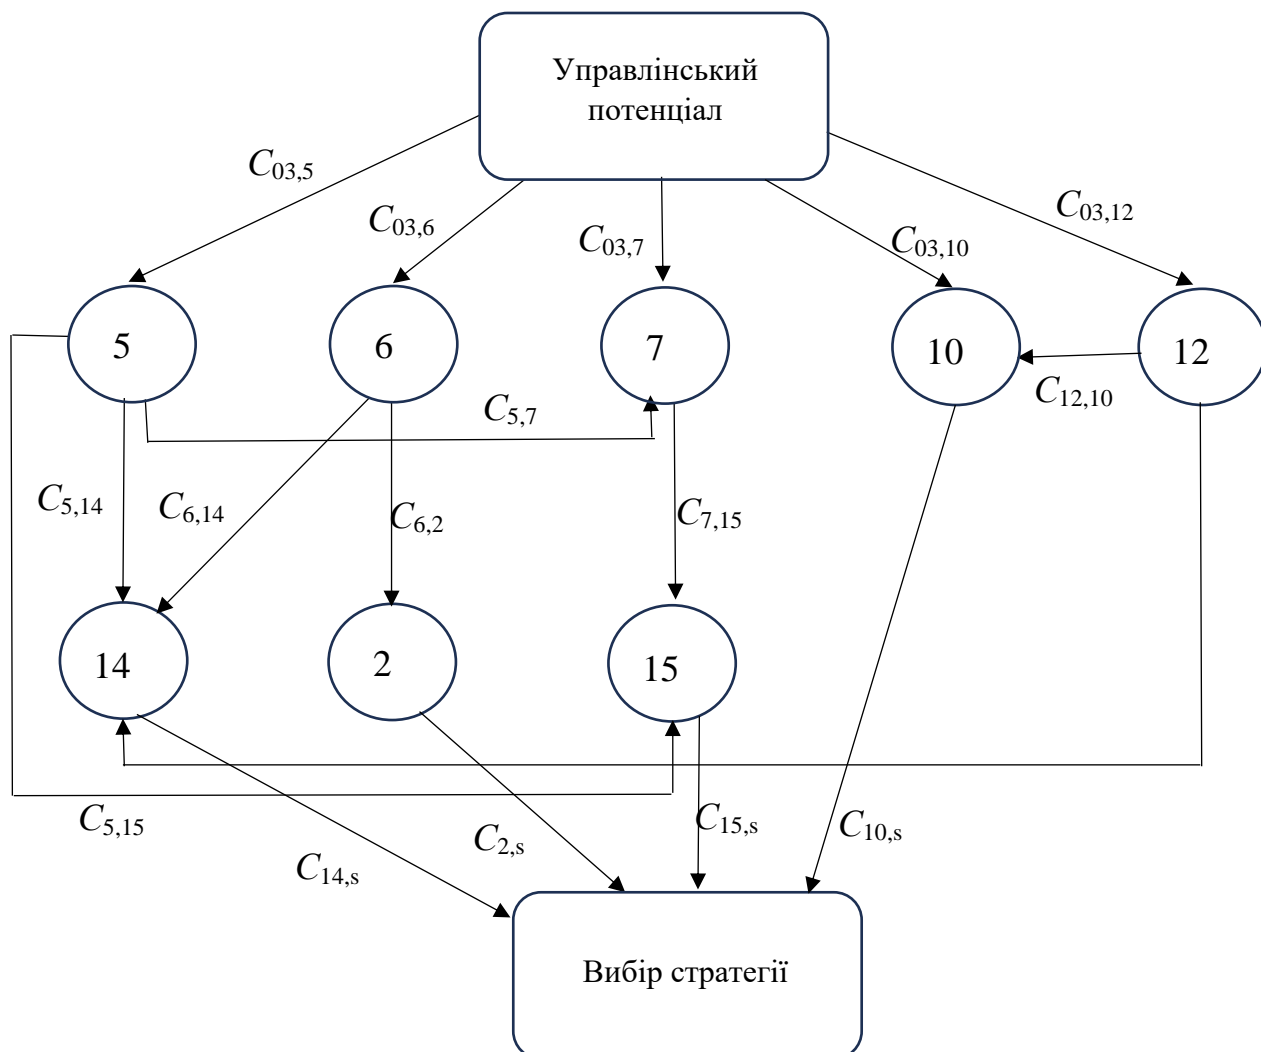 Управлінський
потенціал
C03,5
C03,6
C03,7
C03,10
C03,12
5
6
7
10
12
C12,10
C5,7
C5,14
C6,14
C6,2
C7,15
14
2
15
C5,15
C14,s
C2,s
C15,s
C10,s
Вибір стратегії